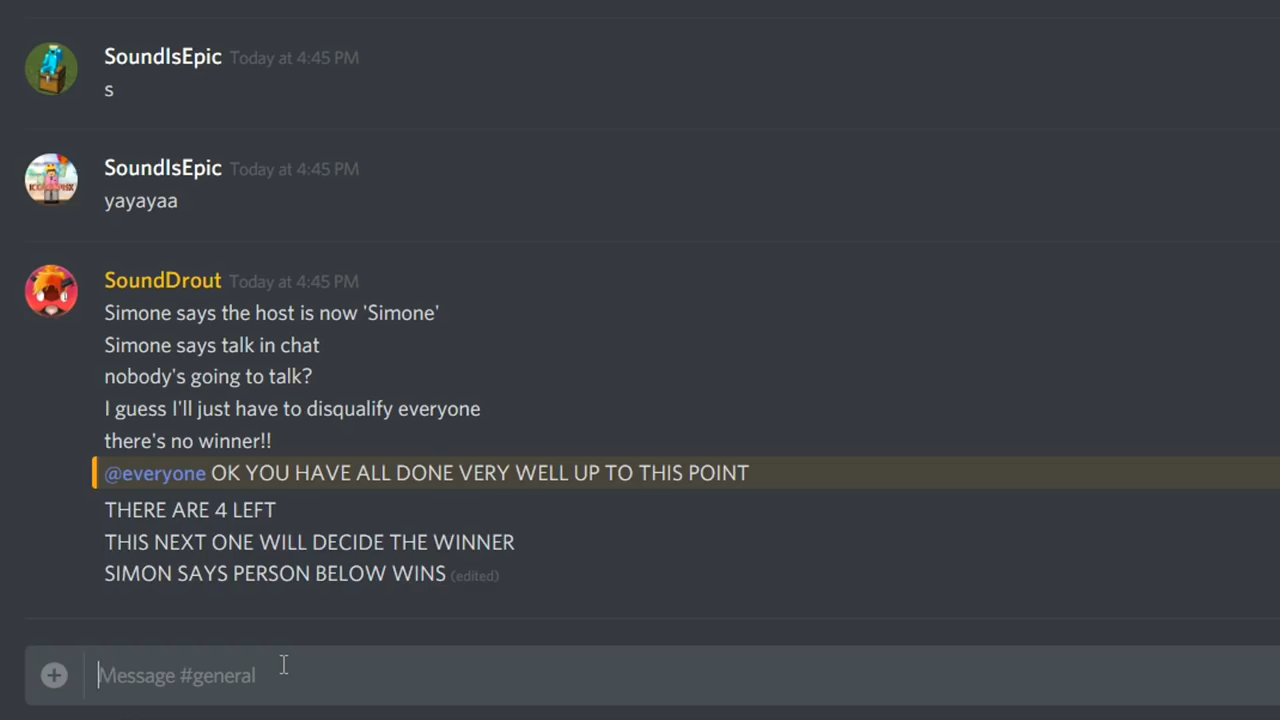 SoundIsEpic Today at 4:45 PM
s
SoundIsEpic Today at 4:45 PM
yayayaa
SoundDrout Today at 4:45 PM
Simone says the host is now 'Simone'
Simone says talk in chat
nobody's going to talk?
I guess I'll just have to disqualify everyone
there's no winner!!
@everyone OK YOU HAVE ALL DONE VERY WELL UP TO THIS POINT
THERE ARE 4 LEFT
THIS NEXT ONE WILL DECIDE THE WINNER
SIMON SAYS PERSON BELOW WINS (edited)
Message #general